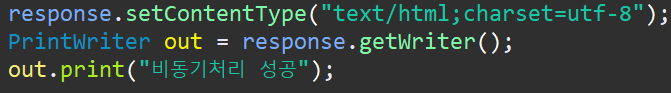 response.setContentType("text/html;charset=utf-8");
PrintWriter out = response.getWriter();
out.print("비동기처리 성공");